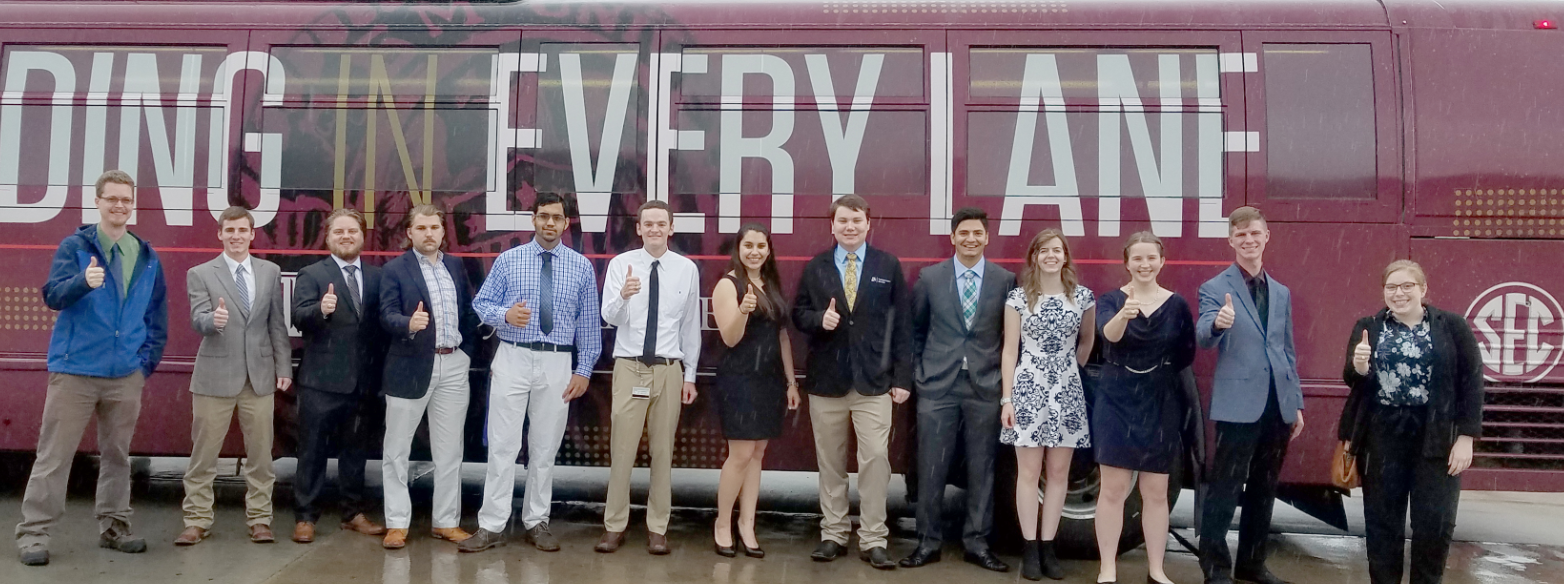 DING IN EVERY LANE
SEC